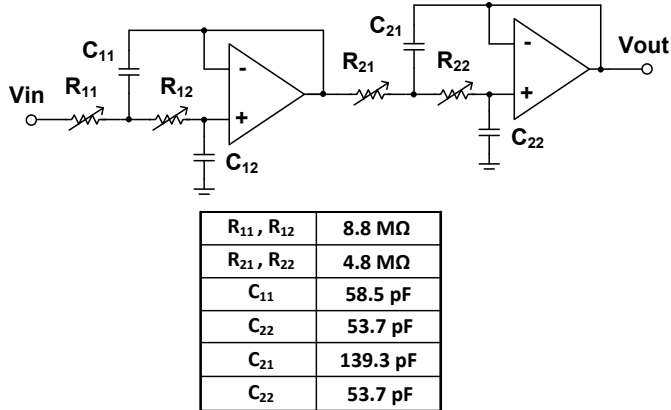 C11
C21
Vin
R11
R12
-
+
C12
R21
R22
-
+
C22
Vout
R11 , R12 8.8 MΩ
R21 , R22 4.8 MΩ
C11 58.5 pF
C22 53.7 pF
C21 139.3 pF
C22 53.7 pF